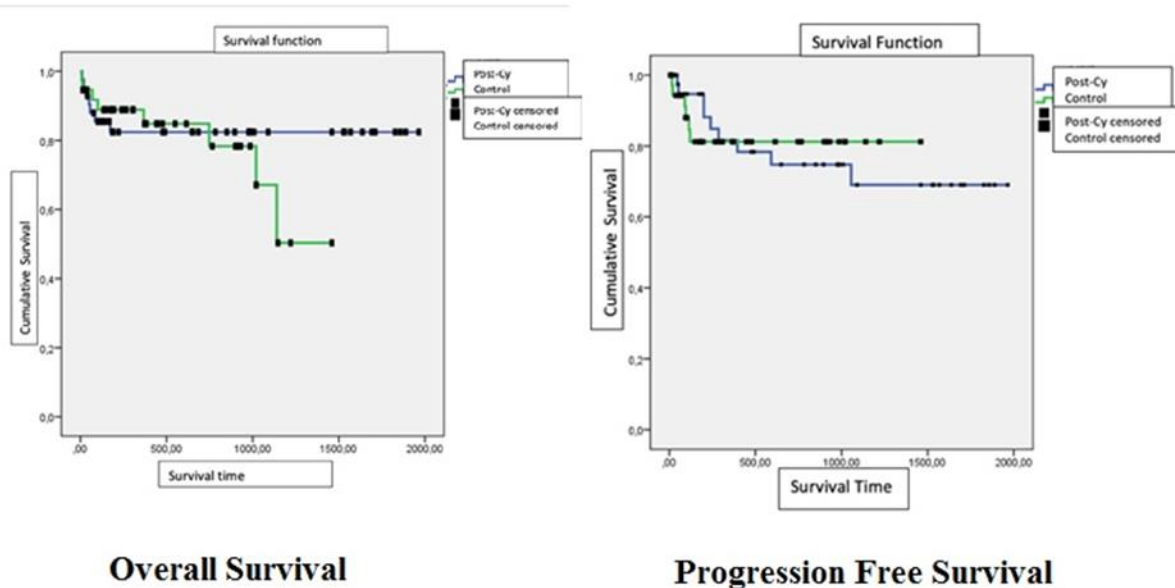 Survival function
Post-Cy
Control
Post-Cy censored
Control censored
1,0
0,8
0,6
0,4
0,2
0,0
Cumulative Survival
,00 500,00 1000,00 1500,00 2000,00
Survival time
Overall Survival
Survival Function
Post-Cy
Control
Post-Cy censored
Control censored
1,0
0,8
0,6
0,4
0,2
0,0
Cumulative Survival
,00 500,00 1000,00 1500,00 2000,00
Survival Time
Progression Free Survival